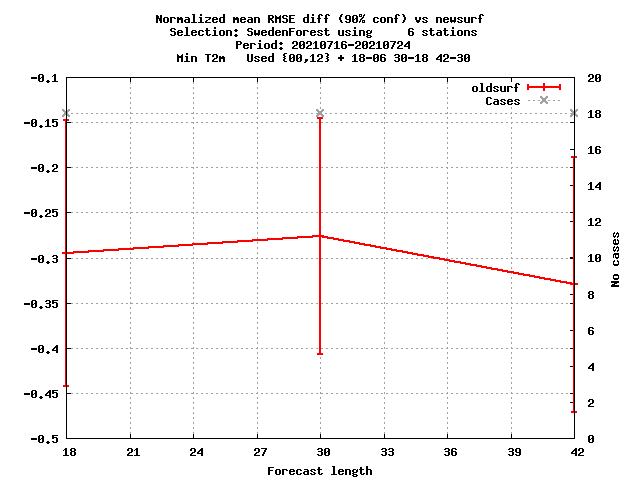 Normalized mean RMSE diff (90% conf) vs newsurf
Selection: SwedenForest using     6 stations
Period: 20210716-20210724
Min T2m   Used {00,12} + 18-06 30-18 42-30
oldsurf
Cases
-0.1
-0.15
-0.2
-0.25
-0.3
-0.35
-0.4
-0.45
-0.5
20
18
16
14
12
10
8
6
4
2
0
No cases
18 21 24 27 30 33 36 39 42
Forecast length